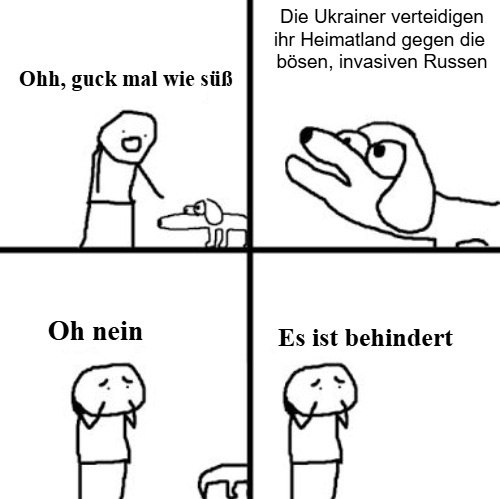 Ohh, guck mal wie süß
Die Ukrainer verteidigen
ihr Heimatland gegen die
bösen, invasiven Russen
Oh nein
Es ist behindert